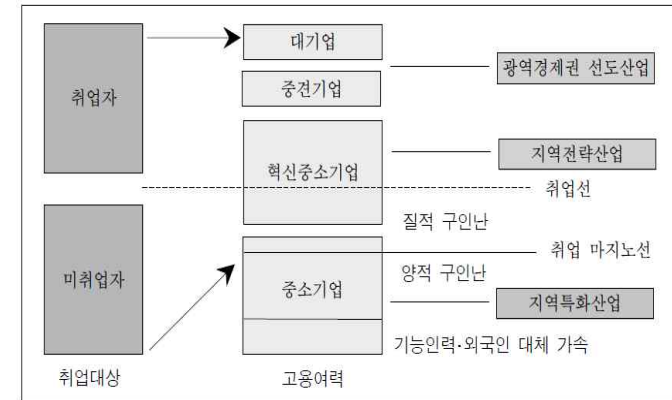 대기업
광역경제권 선도산업
취업자
중견기업
혁신중소기업
지역전략산업
취업선
질적 구인난
취업 마지노선
미취업자
중소기업
양적 구인난
지역특화산업
기능인력·외국인 대체 가속
취업대상
고용여력